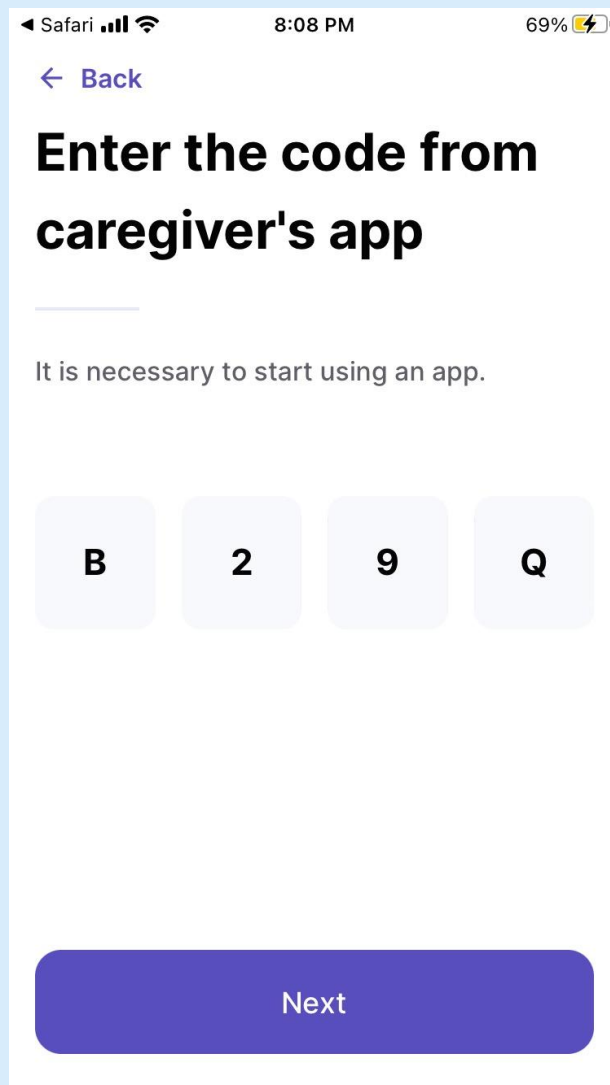 Safari 8:08 PM 69%
Back
Enter the code from
caregiver's app
It is necessary to start using an app.
B 2 9 Q
Next